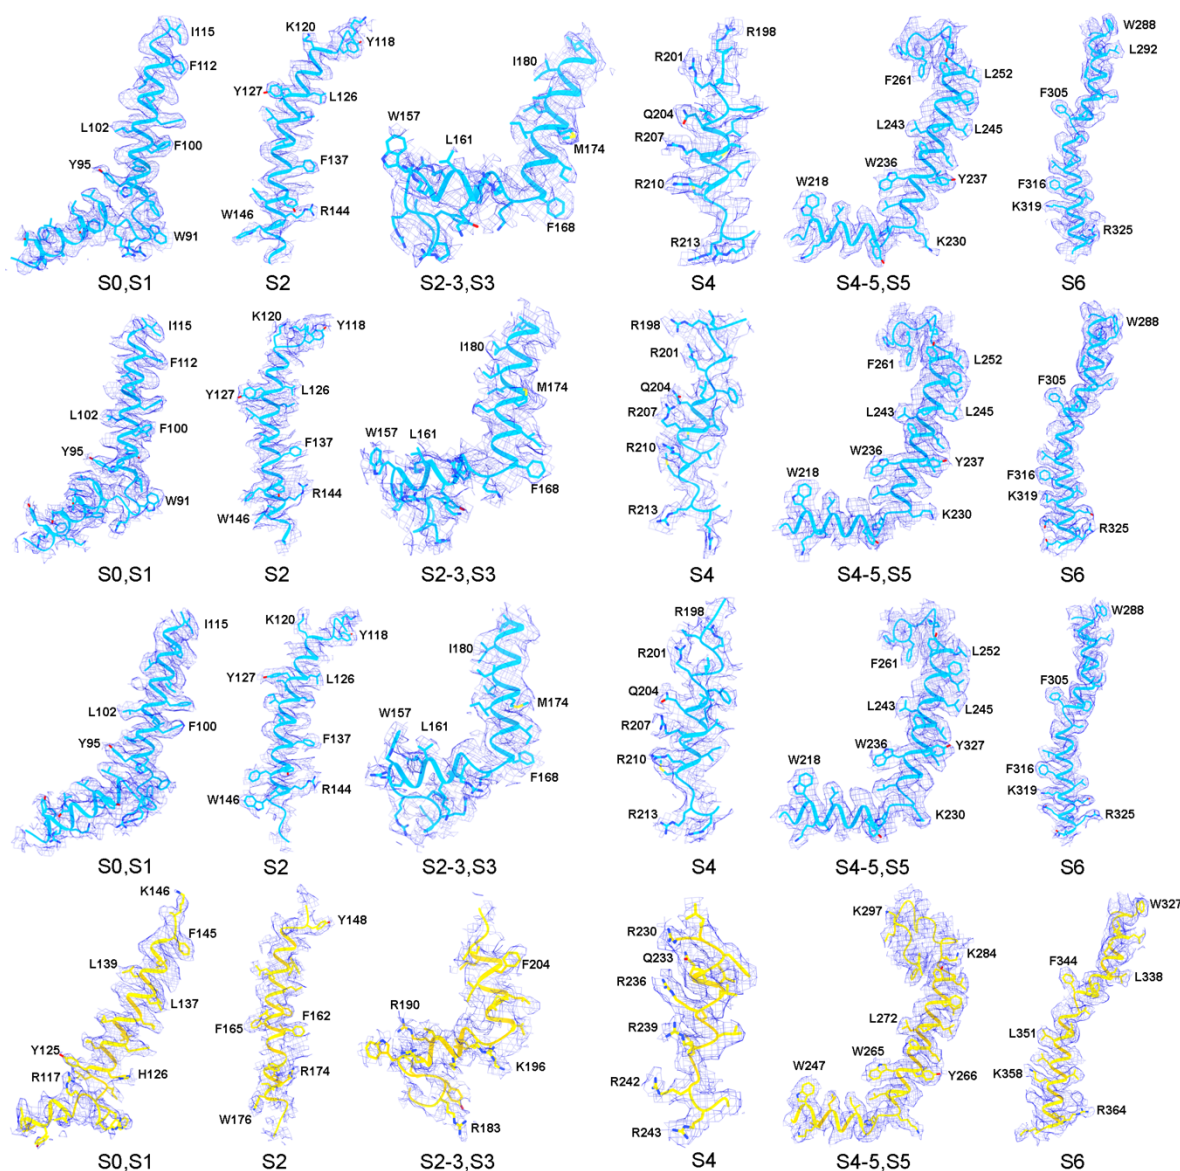 I115
F112
L102
F100
Y95
W91
S0,S1
K120
Y118
Y127
L126
F137
R144
W146
S2
I180
W157
L161
M174
F168
S2-3,S3
R198
R201
Q204
R207
R210
R213
S4
F261
L252
L243
L245
W236
Y237
W218
K230
S4-5,S5
W288
L292
F305
F316
K319
R325
S6
I115
F112
L102
F100
Y95
W91
S0,S1
K120
Y118
Y127
L126
F137
R144
W146
S2
I180
M174
W157
L161
F168
S2-3,S3
R198
R201
Q204
R207
R210
R213
S4
F261
L252
L243
L245
W236
Y237
W218
K230
S4-5,S5
W288
F305
F316
K319
R325
S6
I115
L102
F100
Y95
S0,S1
K120
Y118
Y127
L126
F137
R144
W146
S2
I180
M174
W157
L161
F168
S2-3,S3
R198
R201
Q204
R207
R210
R213
S4
F261
L252
L243
L245
W236
Y327
W218
K230
S4-5,S5
W288
F305
F316
K319
R325
S6
K146
F145
L139
L137
Y125
R117
H126
S0,S1
Y148
F165
F162
R174
W176
S2
F204
R190
K196
R183
S2-3,S3
R230
Q233
R236
R239
R242
R243
S4
K297
K284
L272
W265
W247
Y266
S4-5,S5
W327
F344
L338
L351
K358
R364
S6